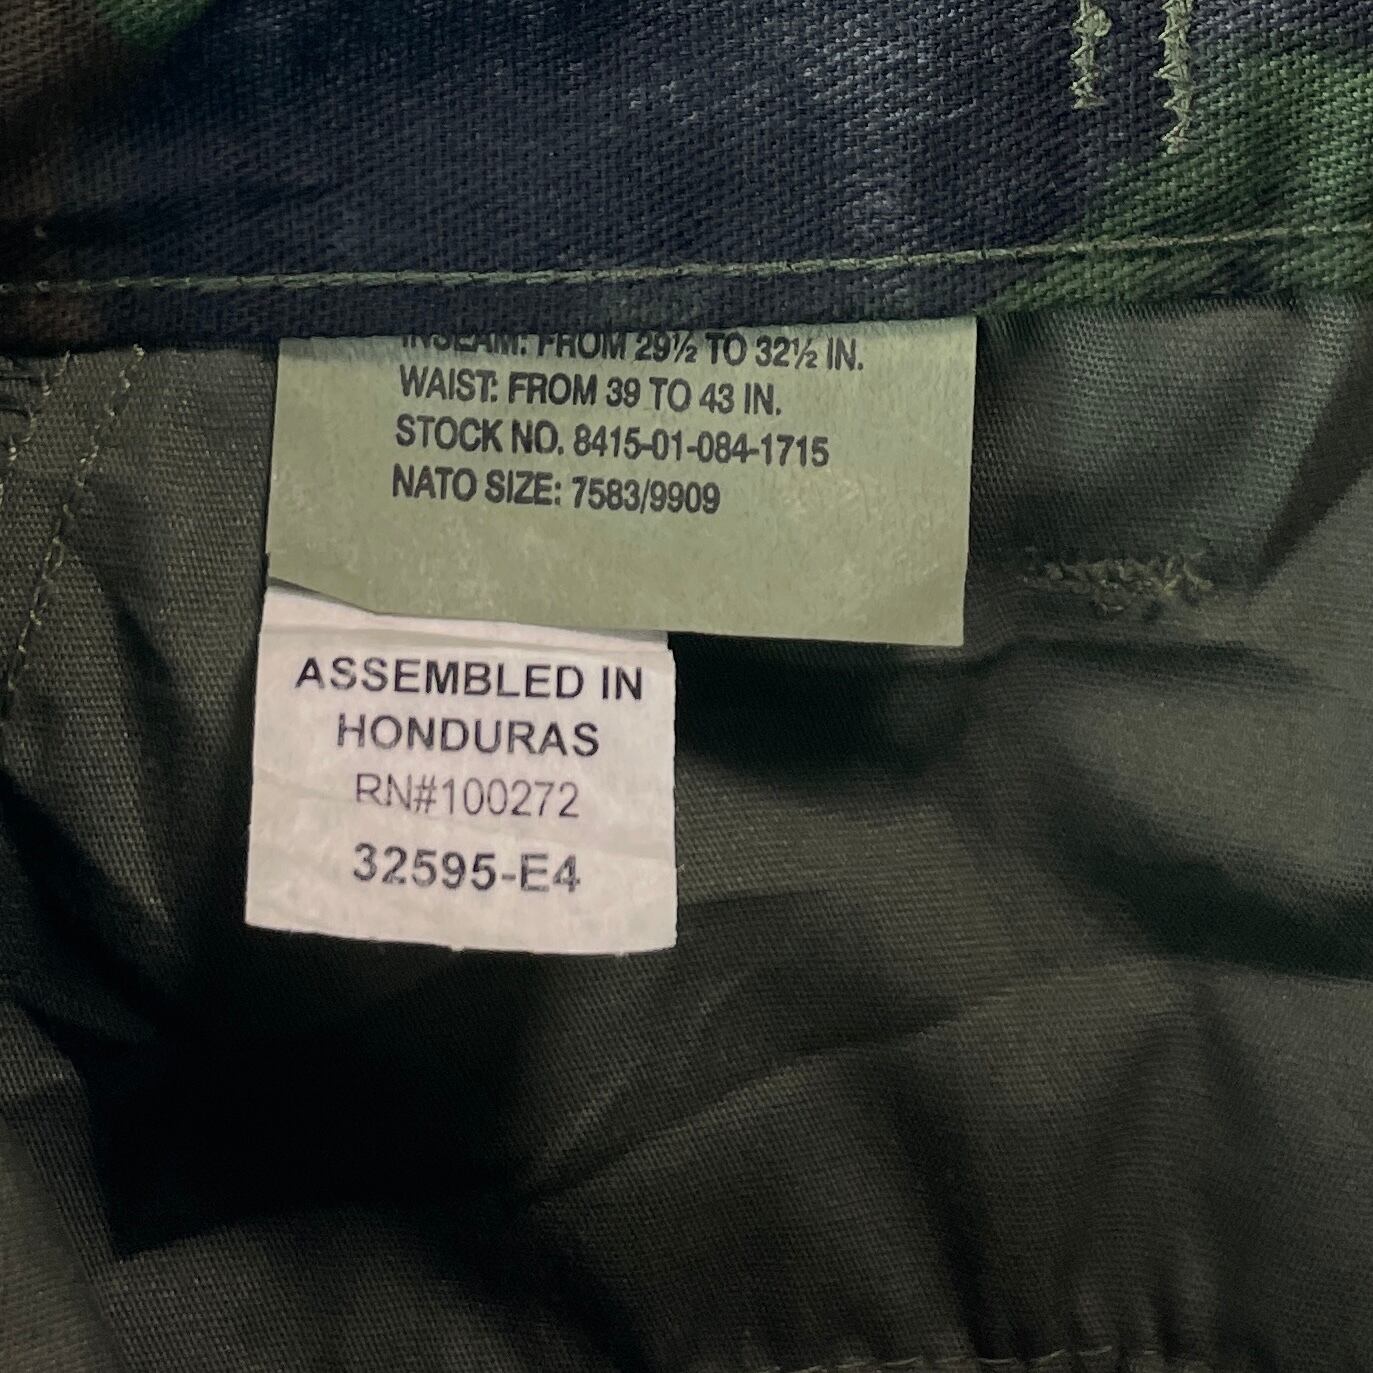 INSEAM: FROM 29½ TO 32½ IN.
WAIST: FROM 39 TO 43 IN.
STOCK NO. 8415-01-084-1715
NATO SIZE: 7583/9909
ASSEMBLED IN
HONDURAS
RN#100272
32595-E4